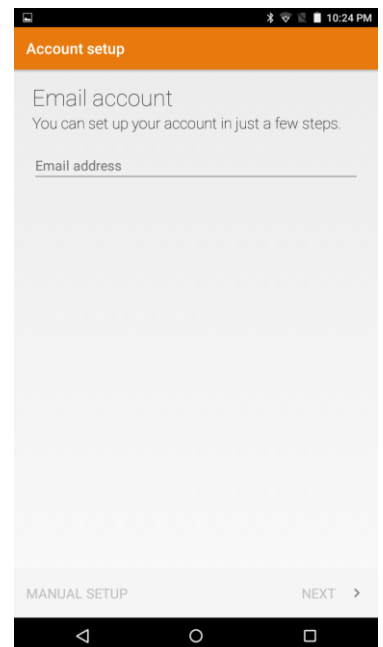 10:24 PM
Account setup
Email account
You can set up your account in just a few steps.
Email address
MANUAL SETUP
NEXT